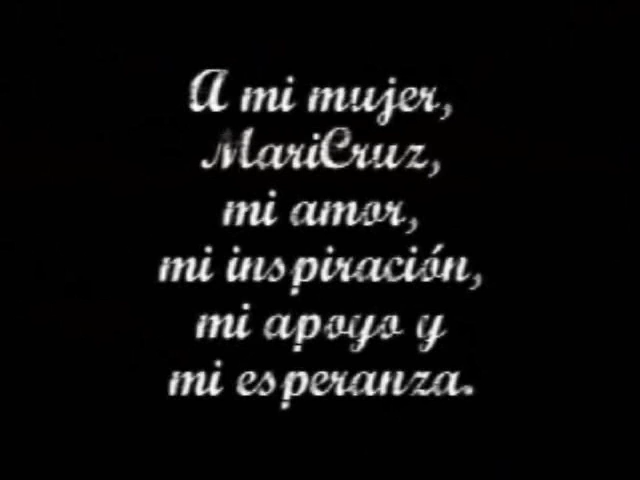 A mi mujer,
MariCruz,
mi amor,
mi inspiración,
mi apoyo y
mi esperanza.